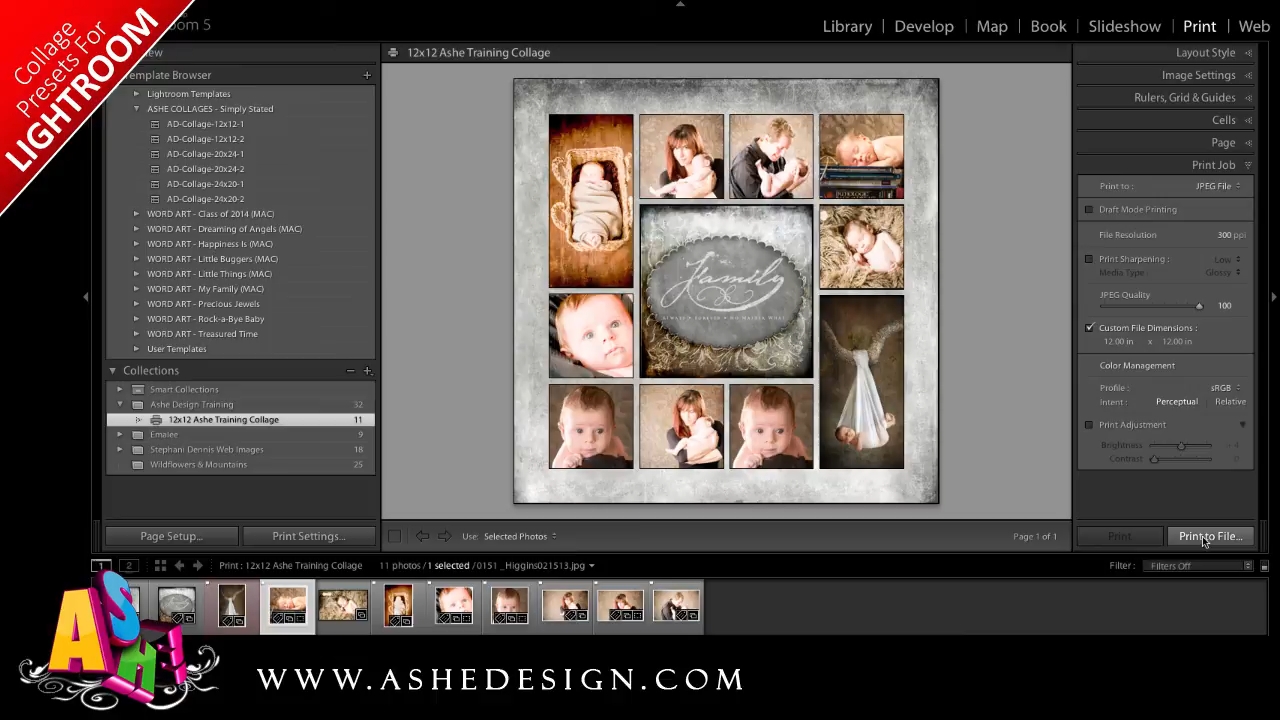 Collage
Presets For
LIGHTROOM
room 5
Library | Develop | Map | Book | Slideshow | Print | Web
12x12 Ashe Training Collage
Template Browser
Lightroom Templates
ASHE COLLAGES - Simply Stated
AD-Collage-12x12-1
AD-Collage-12x12-2
AD-Collage-20x24-1
AD-Collage-20x24-2
AD-Collage-24x20-1
AD-Collage-24x20-2
WORD ART - Class of 2014 (MAC)
WORD ART - Dreaming of Angels (MAC)
WORD ART - Happiness Is (MAC)
WORD ART - Little Buggers (MAC)
WORD ART - Little Things (MAC)
WORD ART - My Family (MAC)
WORD ART - Precious Jewels
WORD ART - Rock-a-Bye Baby
WORD ART - Treasured Time
User Templates
Collections
Smart Collections
Ashe Design Training 32
12x12 Ashe Training Collage 11
Emalee 9
Stephani Dennis Web Images 18
Wildflowers & Mountains 25
Page Setup...
Print Settings...
Family
ALWAYS • FOREVER • NO MATTER WHAT
Layout Style
Image Settings
Rulers, Grid & Guides
Cells
Page
Print Job
Print to : JPEG File
Draft Mode Printing
File Resolution 300 ppi
Print Sharpening : Low
Media Type : Glossy
JPEG Quality 100
Custom File Dimensions :
12.00 in x 12.00 in
Color Management
Profile : sRGB
Intent : Perceptual Relative
Print Adjustment
Brightness
Contrast 0
Print
Print to File...
Use: Selected Photos
Page 1 of 1
1 2 Print : 12x12 Ashe Training Collage 11 photos / 1 selected / 0151 _Higgins021513.jpg
Filter : Filters Off
ASHE
WWW.ASHEDESIGN.COM